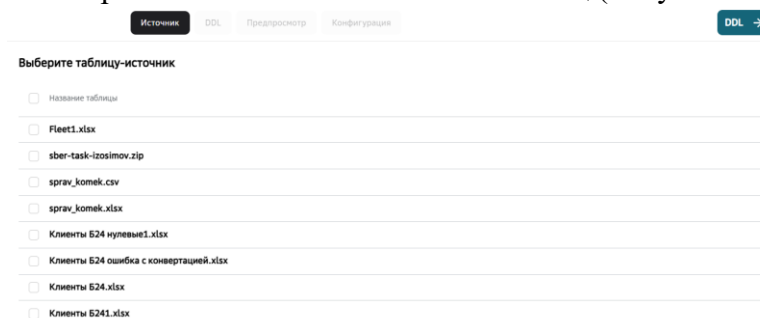 Источник DDL Предпросмотр Конфигурация DDL →
Выберите таблицу-источник
Название таблицы
Fleet1.xlsx
sber-task-izosimov.zip
sprav_komek.csv
sprav_komek.xlsx
Клиенты Б24 нулевые1.xlsx
Клиенты Б24 ошибка с конвертацией.xlsx
Клиенты Б24.xlsx
Клиенты Б241.xlsx